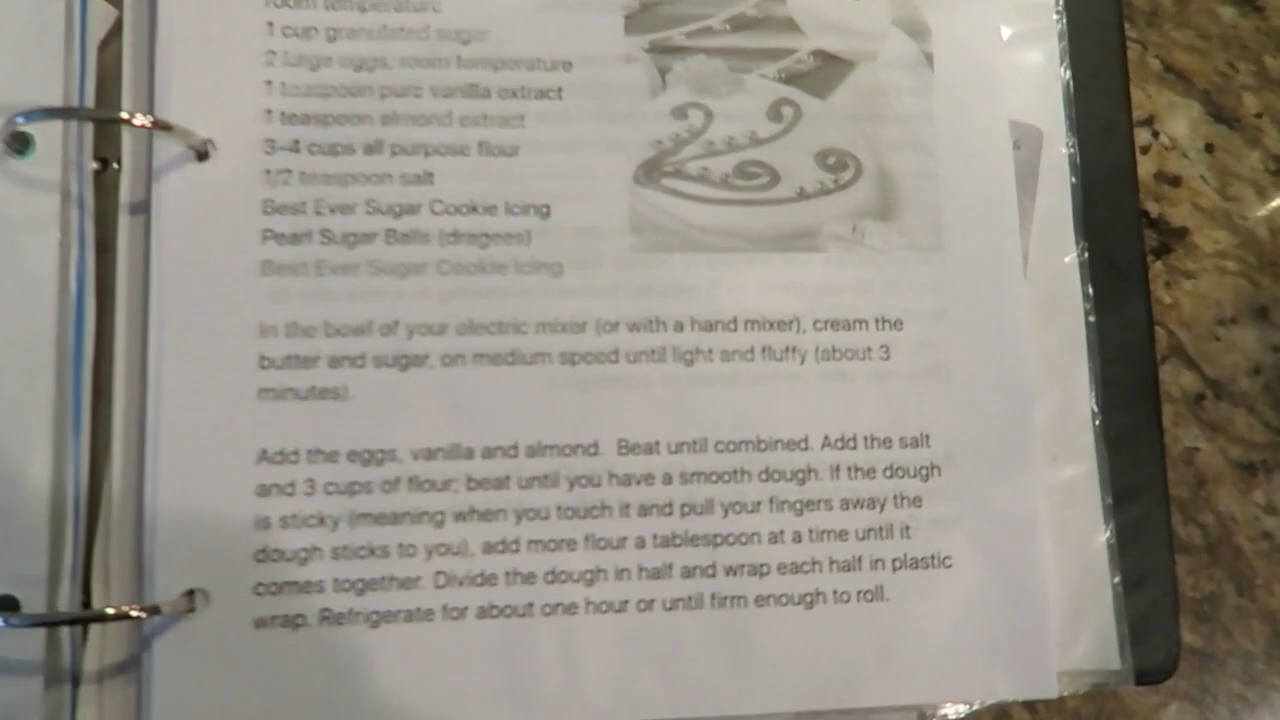 room temperature
1 cup granulated sugar
2 large eggs, room temperature
1 teaspoon pure vanilla extract
1 teaspoon almond extract
3-4 cups all purpose flour
1/2 teaspoon salt
Best Ever Sugar Cookie Icing
Pearl Sugar Balls (dragees)
Best Ever Sugar Cookie Icing
In the bowl of your electric mixer (or with a hand mixer), cream the
butter and sugar, on medium speed until light and fluffy (about 3
minutes).
Add the eggs, vanilla and almond. Beat until combined. Add the salt
and 3 cups of flour; beat until you have a smooth dough. If the dough
is sticky (meaning when you touch it and pull your fingers away the
dough sticks to you), add more flour a tablespoon at a time until it
comes together. Divide the dough in half and wrap each half in plastic
wrap. Refrigerate for about one hour or until firm enough to roll.